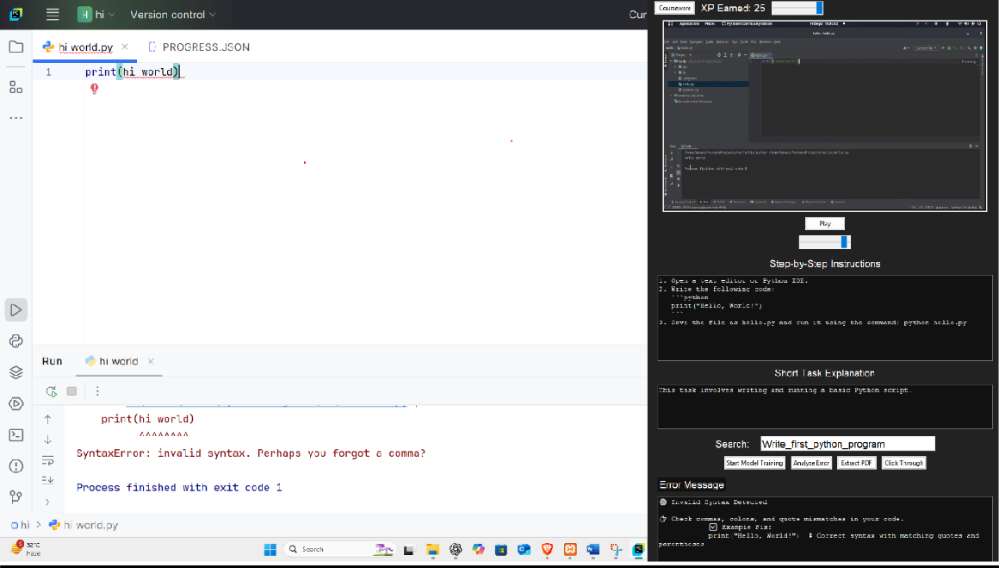 H hi Version control Cur
hi world.py × PROGRESS.JSON
1 print(hi world)
Run hi world ×
print(hi world)
^^^^^^^^
SyntaxError: invalid syntax. Perhaps you forgot a comma?
Process finished with exit code 1
hi > hi world.py
32°C
Haze
Search
Courseware XP Earned: 25
Play
Step-by-Step Instructions
1. Open a text editor or Python IDE.
2. Write the following code:
```python
print("Hello, World!")
```
3. Save the file as hello.py and run it using the command: python hello.py
Short Task Explanation
This task involves writing and running a basic Python script.
Search: Write_first_python_program
Start Model Training Analyze Error Extract PDF Click Through
Error Message
Invalid Syntax Detected
Check commas, colons, and quote mismatches in your code.
Example Fix:
print("Hello, World!") # Correct syntax with matching quotes and
parentheses